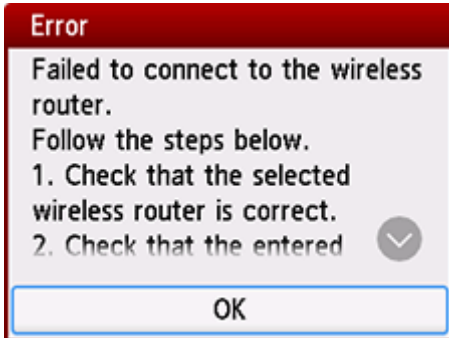 Error
Failed to connect to the wireless
router.
Follow the steps below.
1. Check that the selected
wireless router is correct.
2. Check that the entered
OK